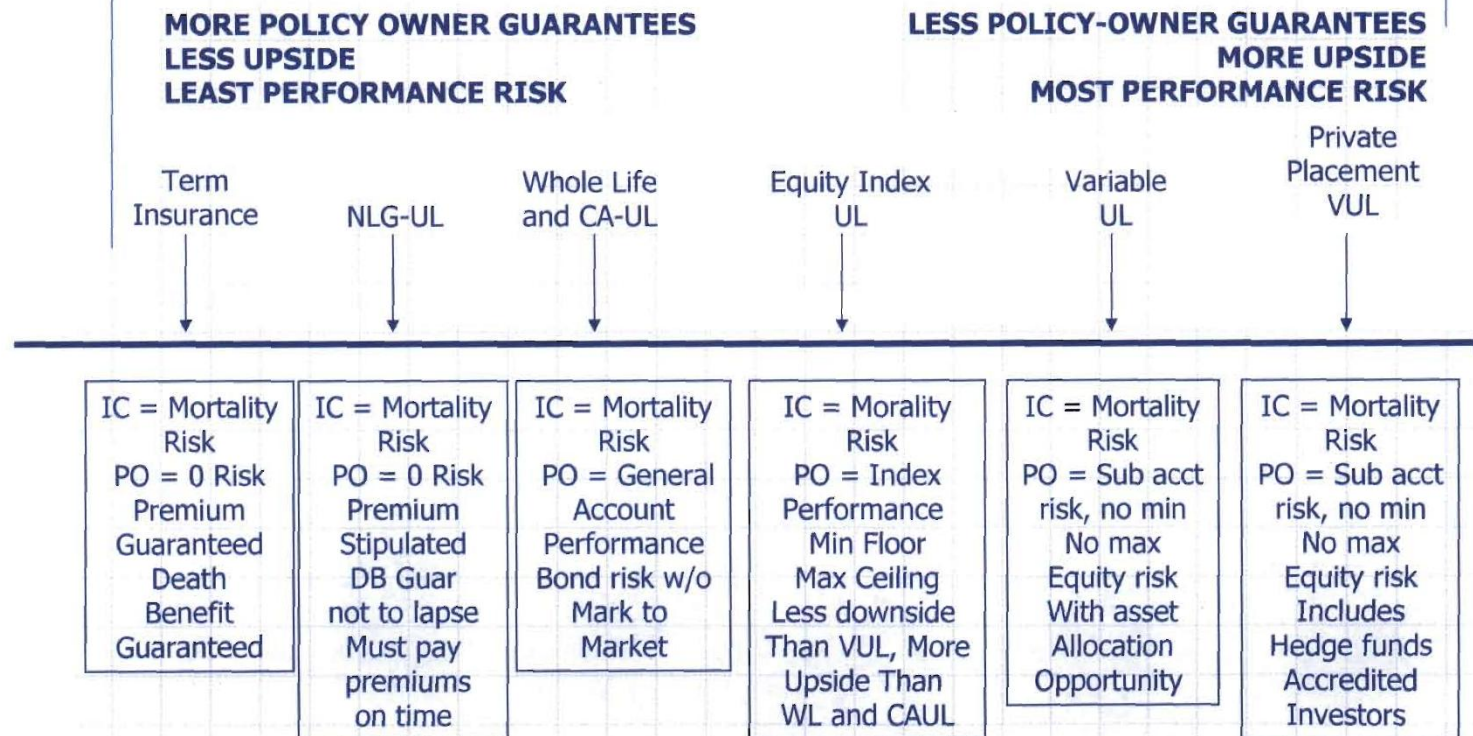 MORE POLICY OWNER GUARANTEES
LESS UPSIDE
LEAST PERFORMANCE RISK
LESS POLICY-OWNER GUARANTEES
MORE UPSIDE
MOST PERFORMANCE RISK
Term
Insurance
NLG-UL
Whole Life
and CA-UL
Equity Index
UL
Variable
UL
Private
Placement
VUL
IC = Mortality
Risk
PO = 0 Risk
Premium
Guaranteed
Death
Benefit
Guaranteed
IC = Mortality
Risk
PO = 0 Risk
Premium
Stipulated
DB Guar
not to lapse
Must pay
premiums
on time
IC = Mortality
Risk
PO = General
Account
Performance
Bond risk w/o
Mark to
Market
IC = Morality
Risk
PO = Index
Performance
Min Floor
Max Ceiling
Less downside
Than VUL, More
Upside Than
WL and CAUL
IC = Mortality
Risk
PO = Sub acct
risk, no min
No max
Equity risk
With asset
Allocation
Opportunity
IC = Mortality
Risk
PO = Sub acct
risk, no min
No max
Equity risk
Includes
Hedge funds
Accredited
Investors